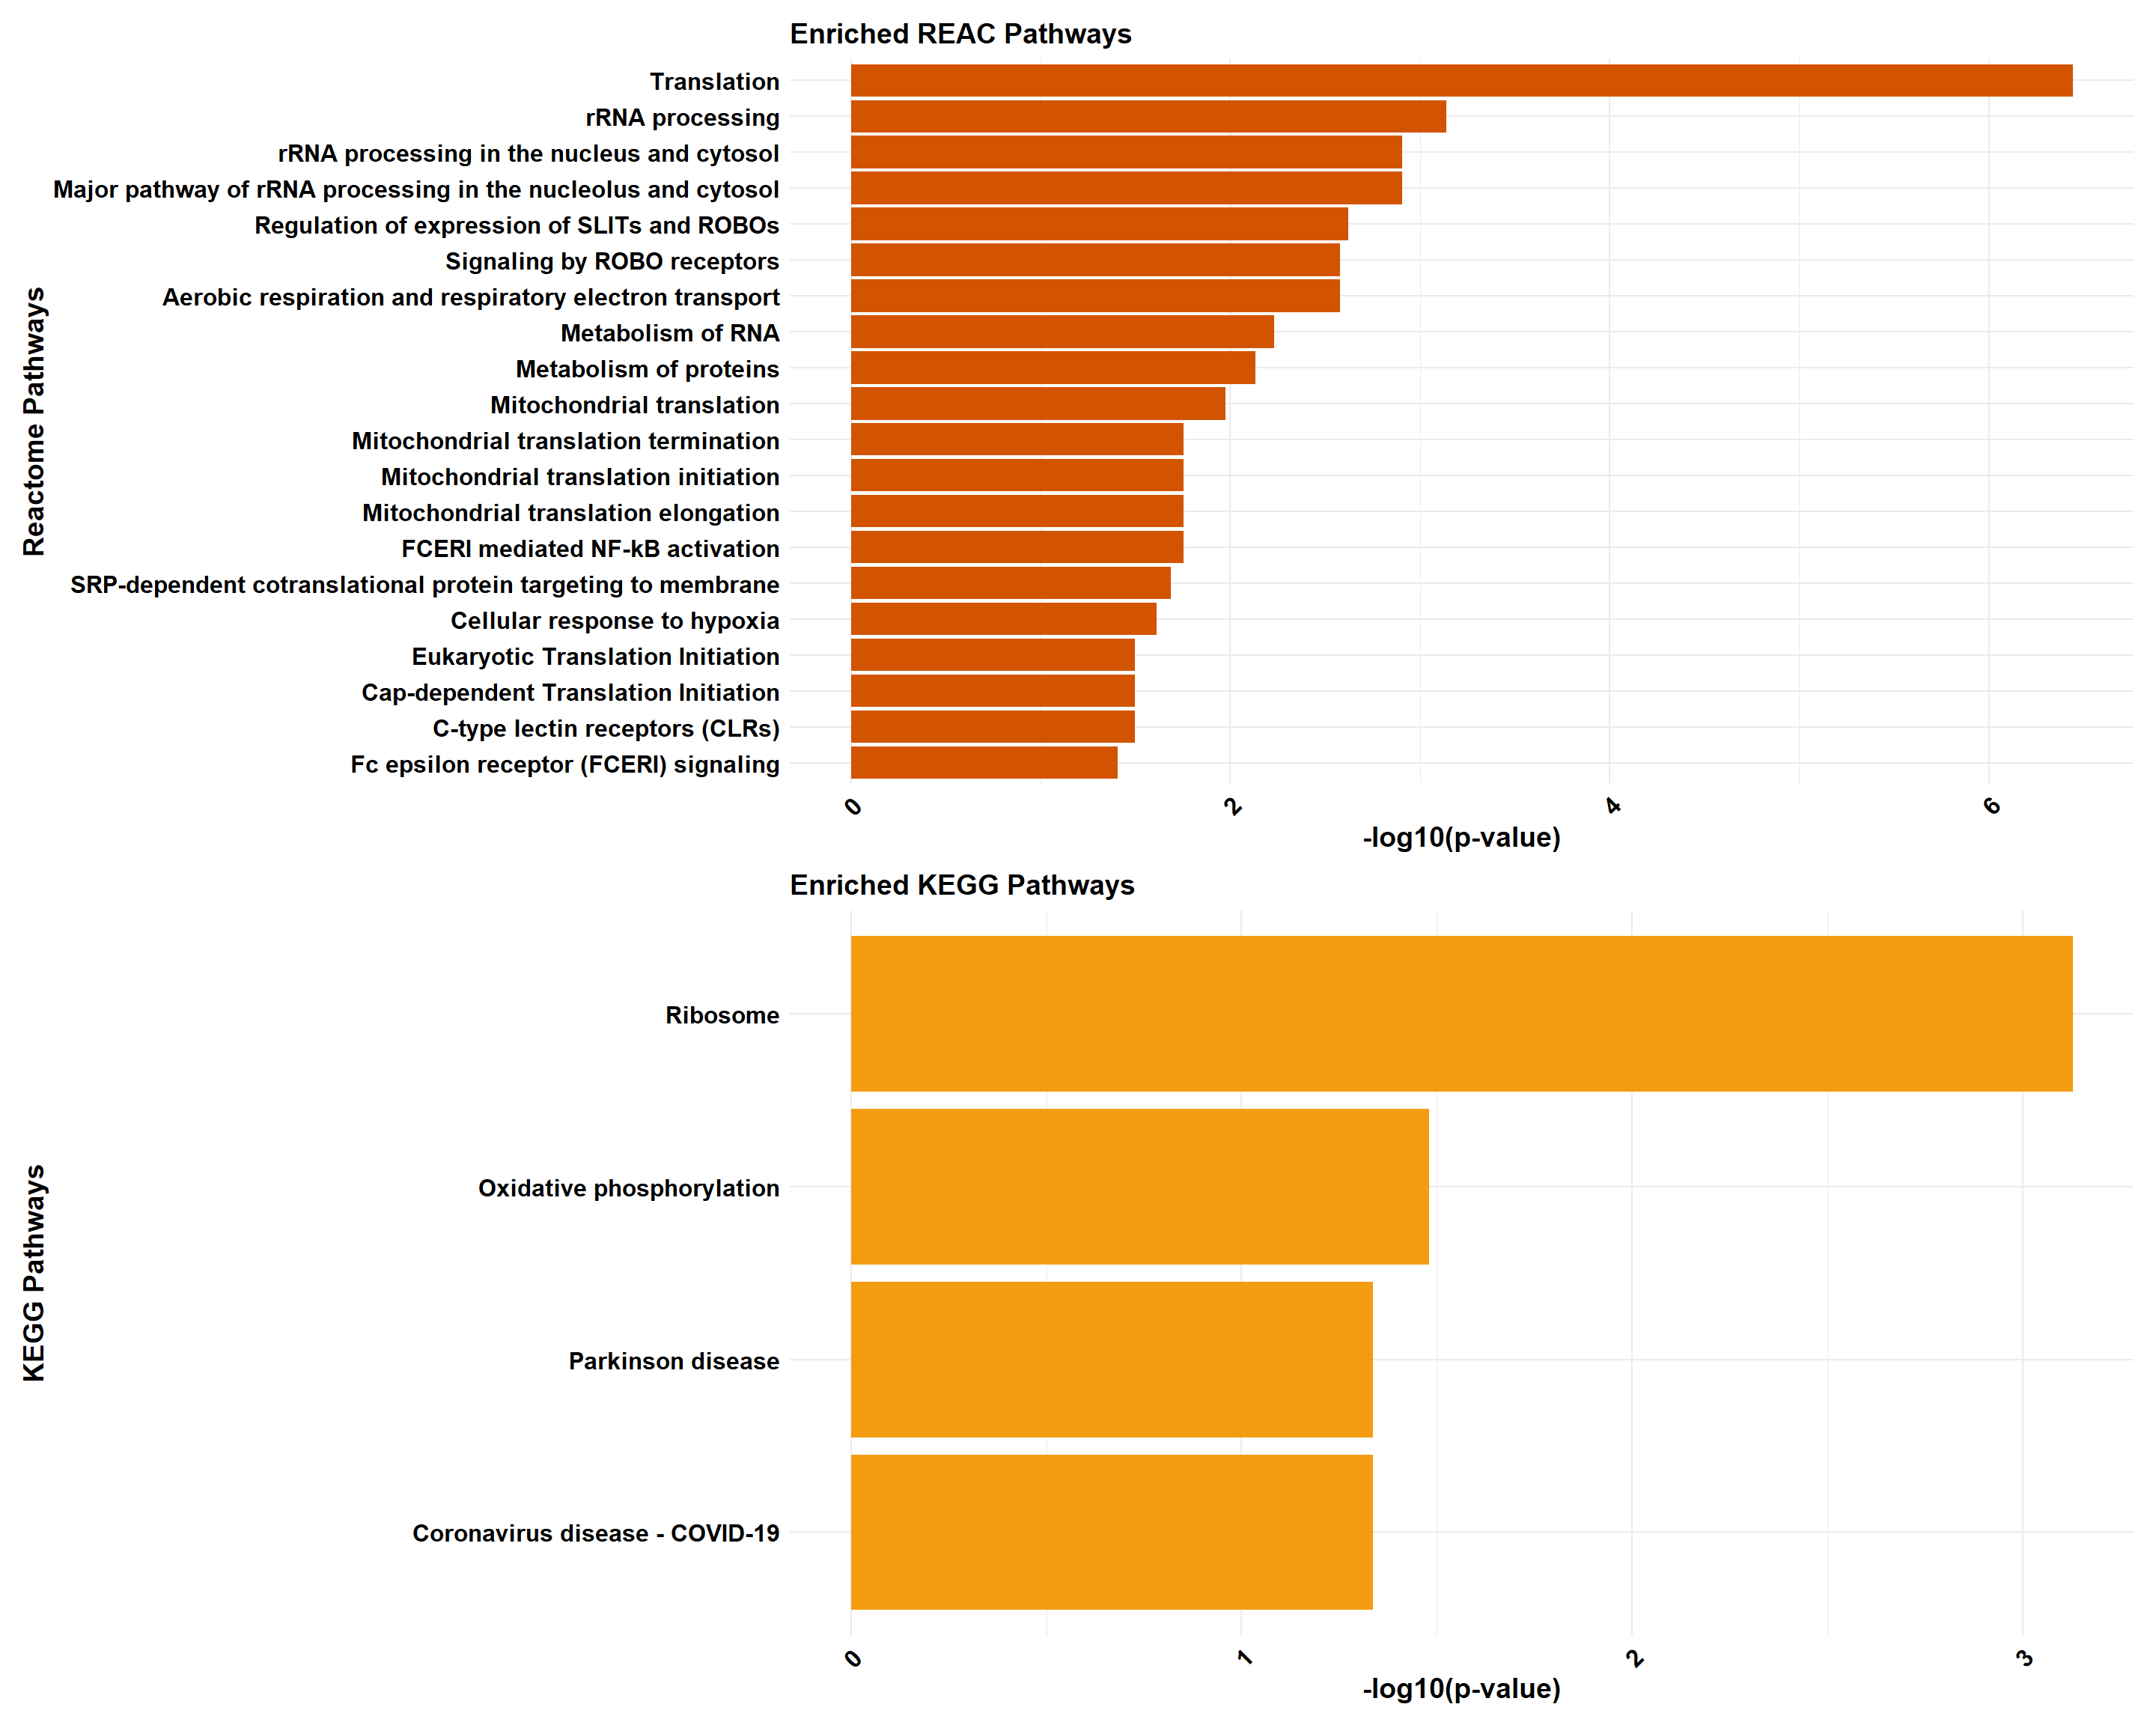 Enriched REAC Pathways
Reactome Pathways
Translation
rRNA processing
rRNA processing in the nucleus and cytosol
Major pathway of rRNA processing in the nucleolus and cytosol
Regulation of expression of SLITs and ROBOs
Signaling by ROBO receptors
Aerobic respiration and respiratory electron transport
Metabolism of RNA
Metabolism of proteins
Mitochondrial translation
Mitochondrial translation termination
Mitochondrial translation initiation
Mitochondrial translation elongation
FCERI mediated NF-kB activation
SRP-dependent cotranslational protein targeting to membrane
Cellular response to hypoxia
Eukaryotic Translation Initiation
Cap-dependent Translation Initiation
C-type lectin receptors (CLRs)
Fc epsilon receptor (FCERI) signaling
0 2 4 6
-log10(p-value)
Enriched KEGG Pathways
KEGG Pathways
Ribosome
Oxidative phosphorylation
Parkinson disease
Coronavirus disease - COVID-19
0 1 2 3
-log10(p-value)